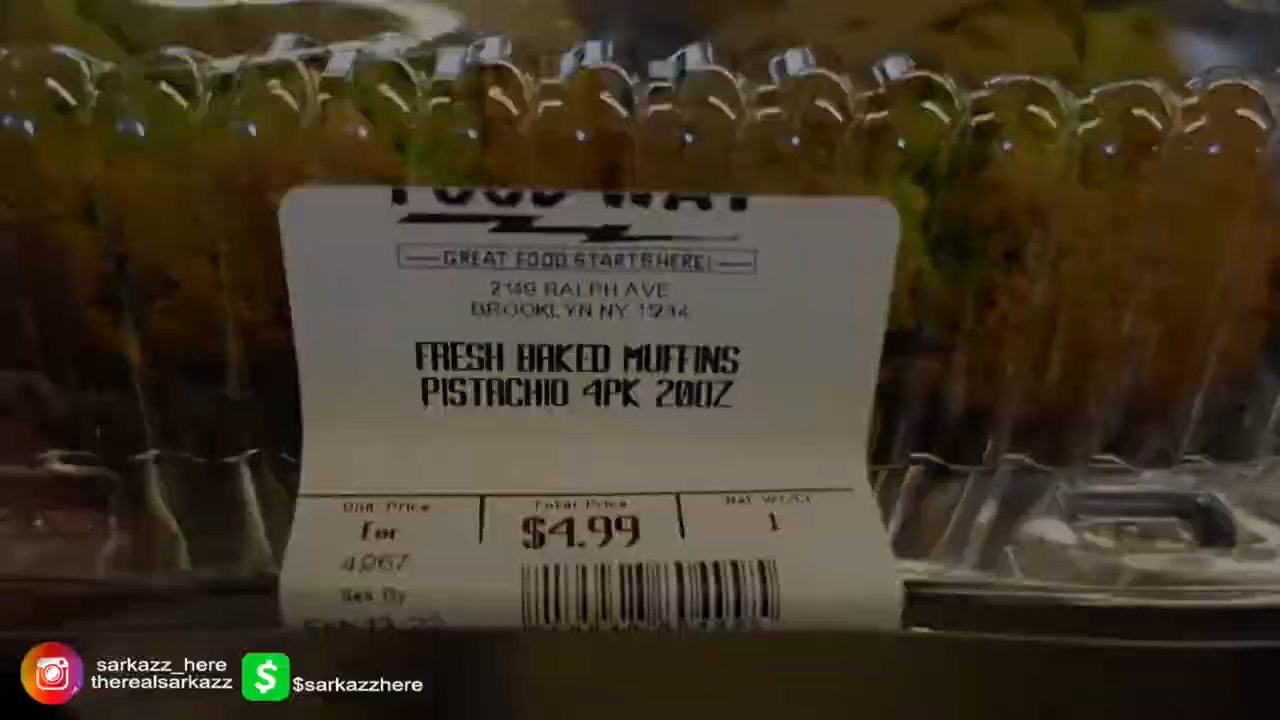 FOOD WAY
GREAT FOOD STARTS HERE!
2149 RALPH AVE
BROOKLYN NY 11234
FRESH BAKED MUFFINS
PISTACHIO 4PK 20OZ
Unit Price
Total Price
Net Wt/Ct
for
$4.99
1
4067
Sell By
sarkazz_here
therealsarkazz
$sarkazzhere